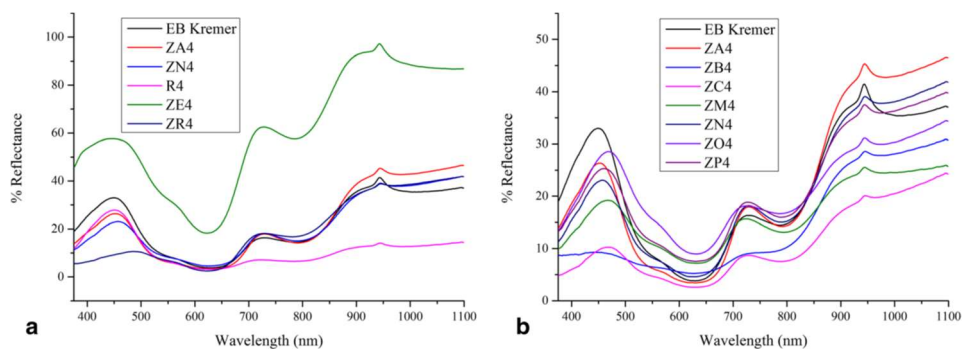 EB Kremer
ZA4
ZN4
R4
ZE4
ZR4
% Reflectance
100
80
60
40
20
0
400 500 600 700 800 900 1000 1100
Wavelength (nm)
a
EB Kremer
ZA4
ZB4
ZC4
ZM4
ZN4
ZO4
ZP4
% Reflectance
50
40
30
20
10
0
400 500 600 700 800 900 1000 1100
Wavelength (nm)
b